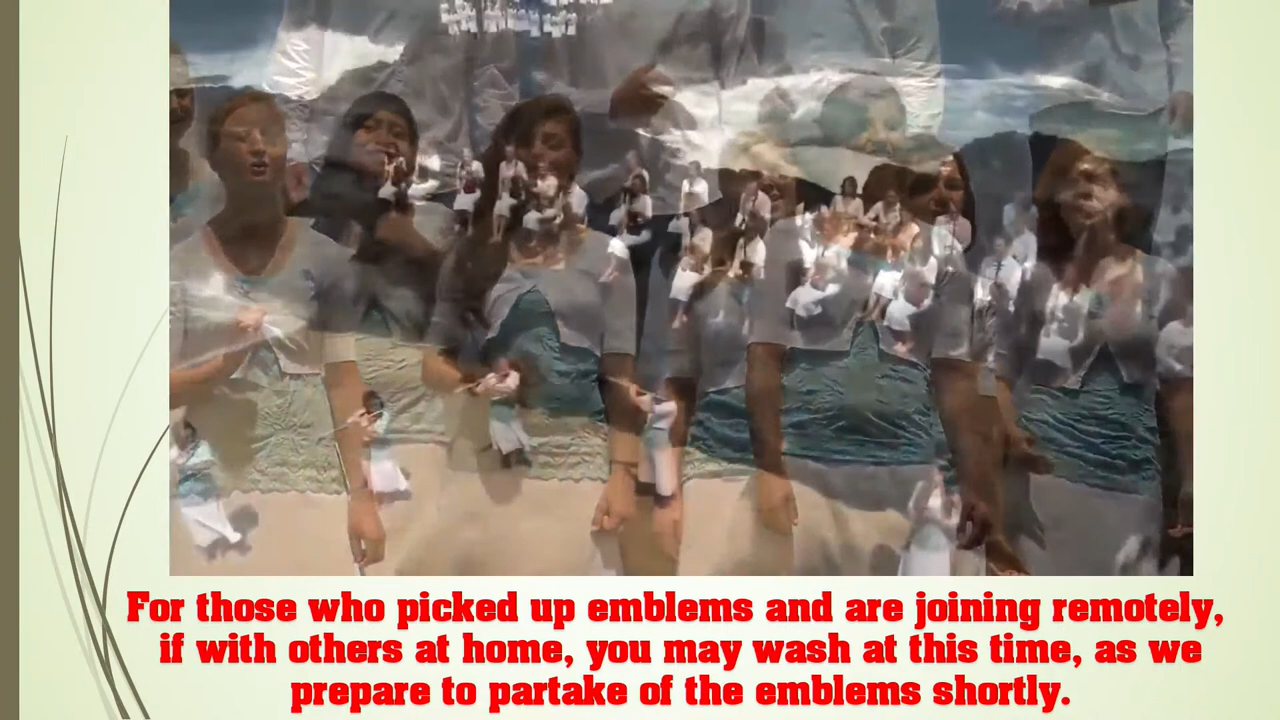 For those who picked up emblems and are joining remotely,
if with others at home, you may wash at this time, as we
prepare to partake of the emblems shortly.